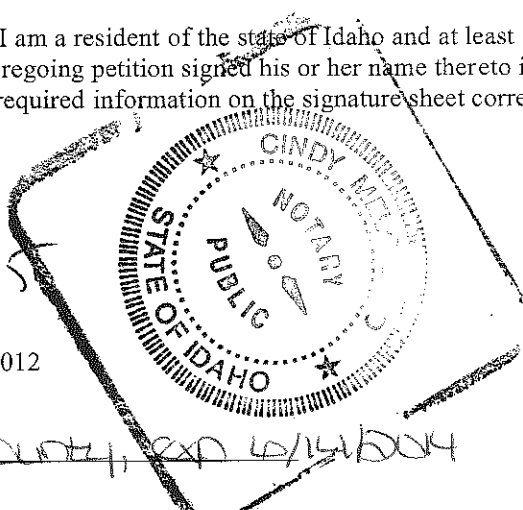 I am a resident of the state of Idaho and at least
regoing petition signed his or her name thereto i
required information on the signature sheet corre
CINDY
NOTARY
PUBLIC
STATE OF IDAHO
012
exp